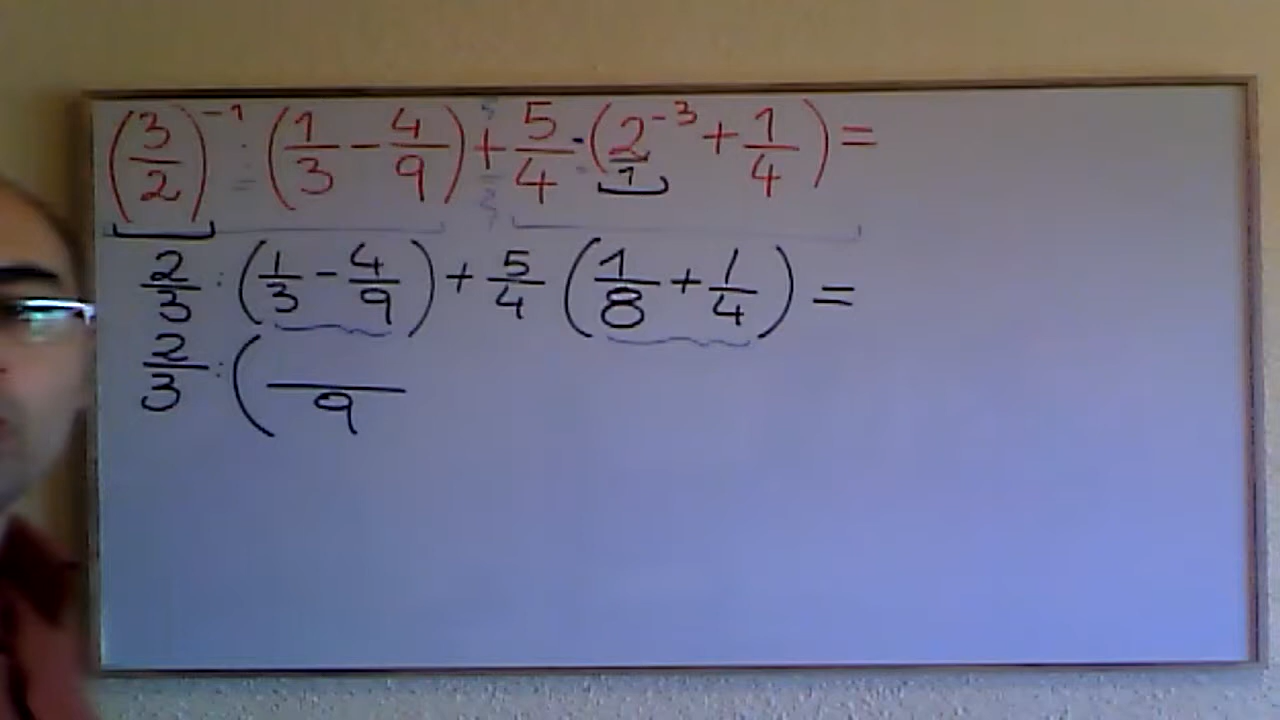 (3/2)^-1 : (1/3 - 4/9) + 5/4 · (2^-3 + 1/4) =
1
2/3 : (1/3 - 4/9) + 5/4 (1/8 + 1/4) =
2/3 : ( /9